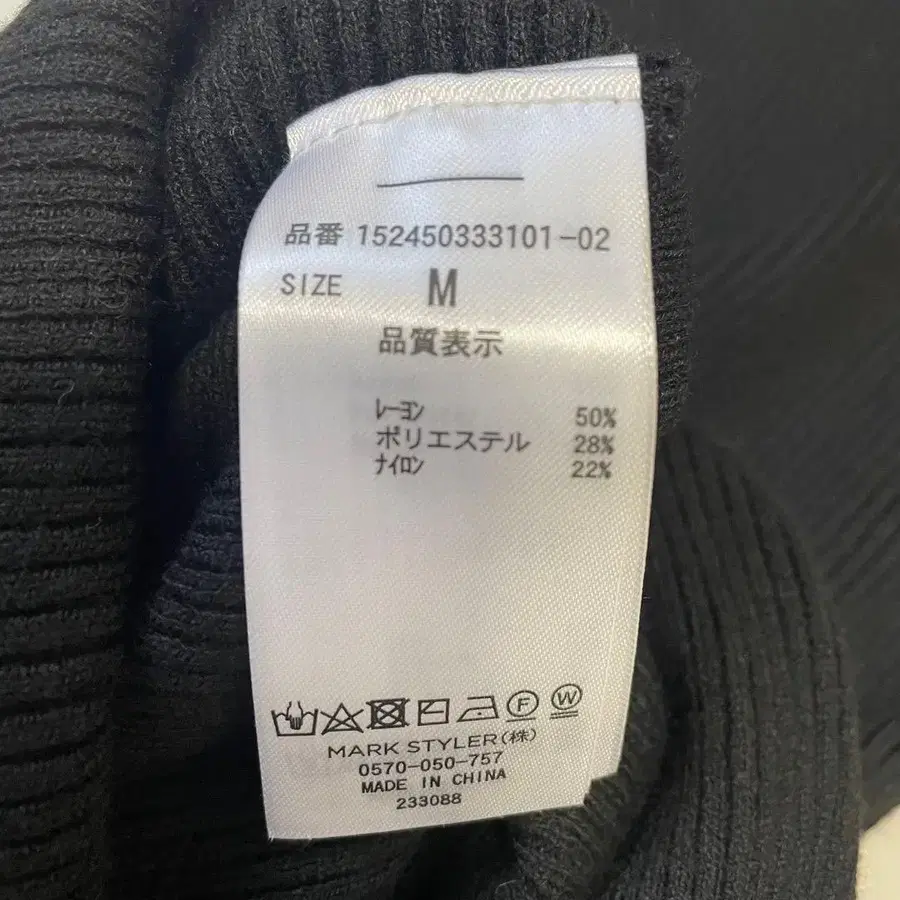 品番 152450333101-02
SIZE M
品質表示
ﾚｰﾖﾝ 50%
ポリエステル 28%
ﾅｲﾛﾝ 22%
F W
MARK STYLER(株)
0570-050-757
MADE IN CHINA
233088